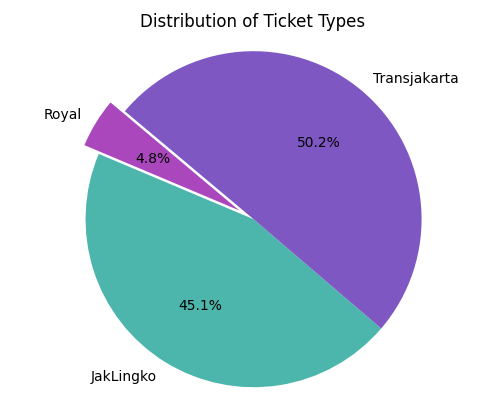 Distribution of Ticket Types
Transjakarta
Royal
50.2%
4.8%
45.1%
JakLingko